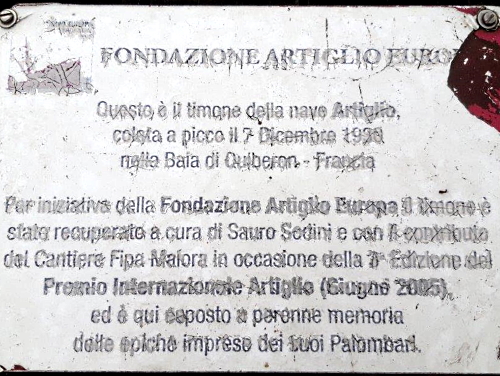 FONDAZIONE ARTIGLIO EUROPA
Questo è il timone della nave Artiglio,
colata a picco il 7 Dicembre 1930
nella Baia di Quiberon - Francia
Per iniziativa della Fondazione Artiglio Europa il timone è
stato recuperato a cura di Sauro Sodini e con il contributo
del Cantiere Fipa Maiora in occasione della Edizione del
Premio Internazionale Artiglio (Giugno 2005),
ed è qui esposto a perenne memoria
delle epiche imprese dei suoi Palombari.